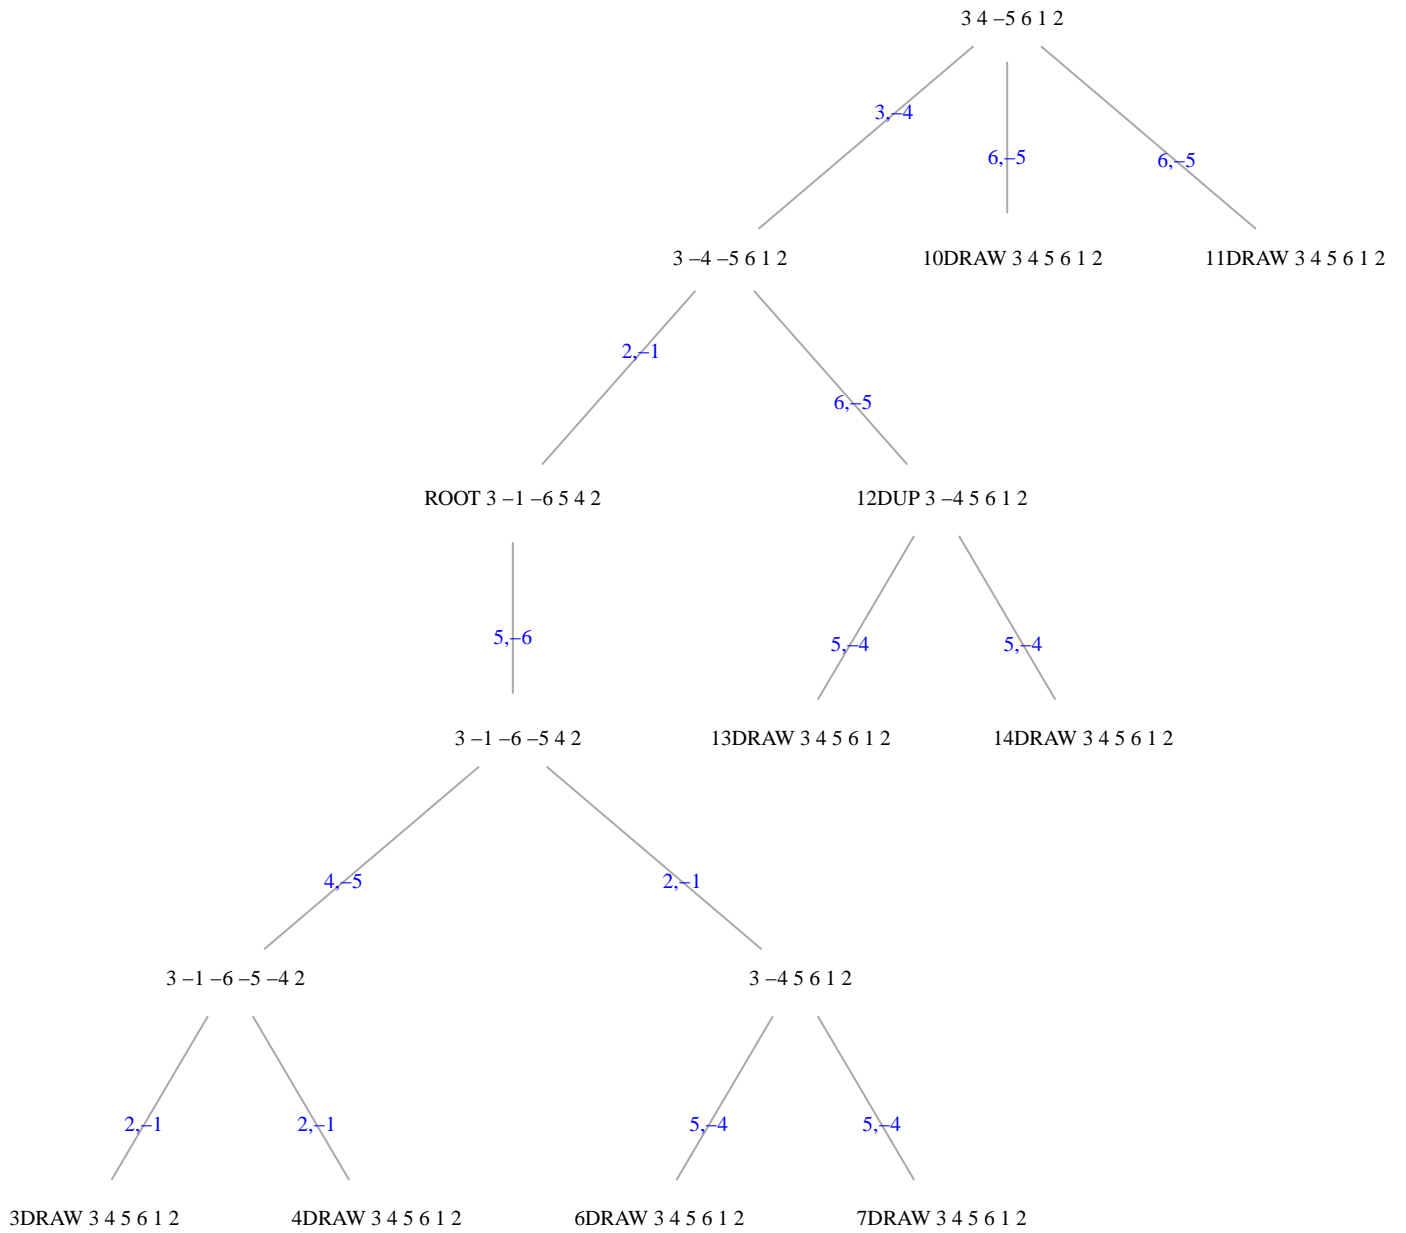 3 4 –5 6 1 2
3,–4
6,–5
6,–5
3 –4 –5 6 1 2
10DRAW 3 4 5 6 1 2
11DRAW 3 4 5 6 1 2
2,–1
6,–5
ROOT 3 –1 –6 5 4 2
12DUP 3 –4 5 6 1 2
5,–6
5,–4
5,–4
3 –1 –6 –5 4 2
13DRAW 3 4 5 6 1 2
14DRAW 3 4 5 6 1 2
4,–5
2,–1
3 –1 –6 –5 –4 2
3 –4 5 6 1 2
2,–1
2,–1
5,–4
5,–4
3DRAW 3 4 5 6 1 2
4DRAW 3 4 5 6 1 2
6DRAW 3 4 5 6 1 2
7DRAW 3 4 5 6 1 2